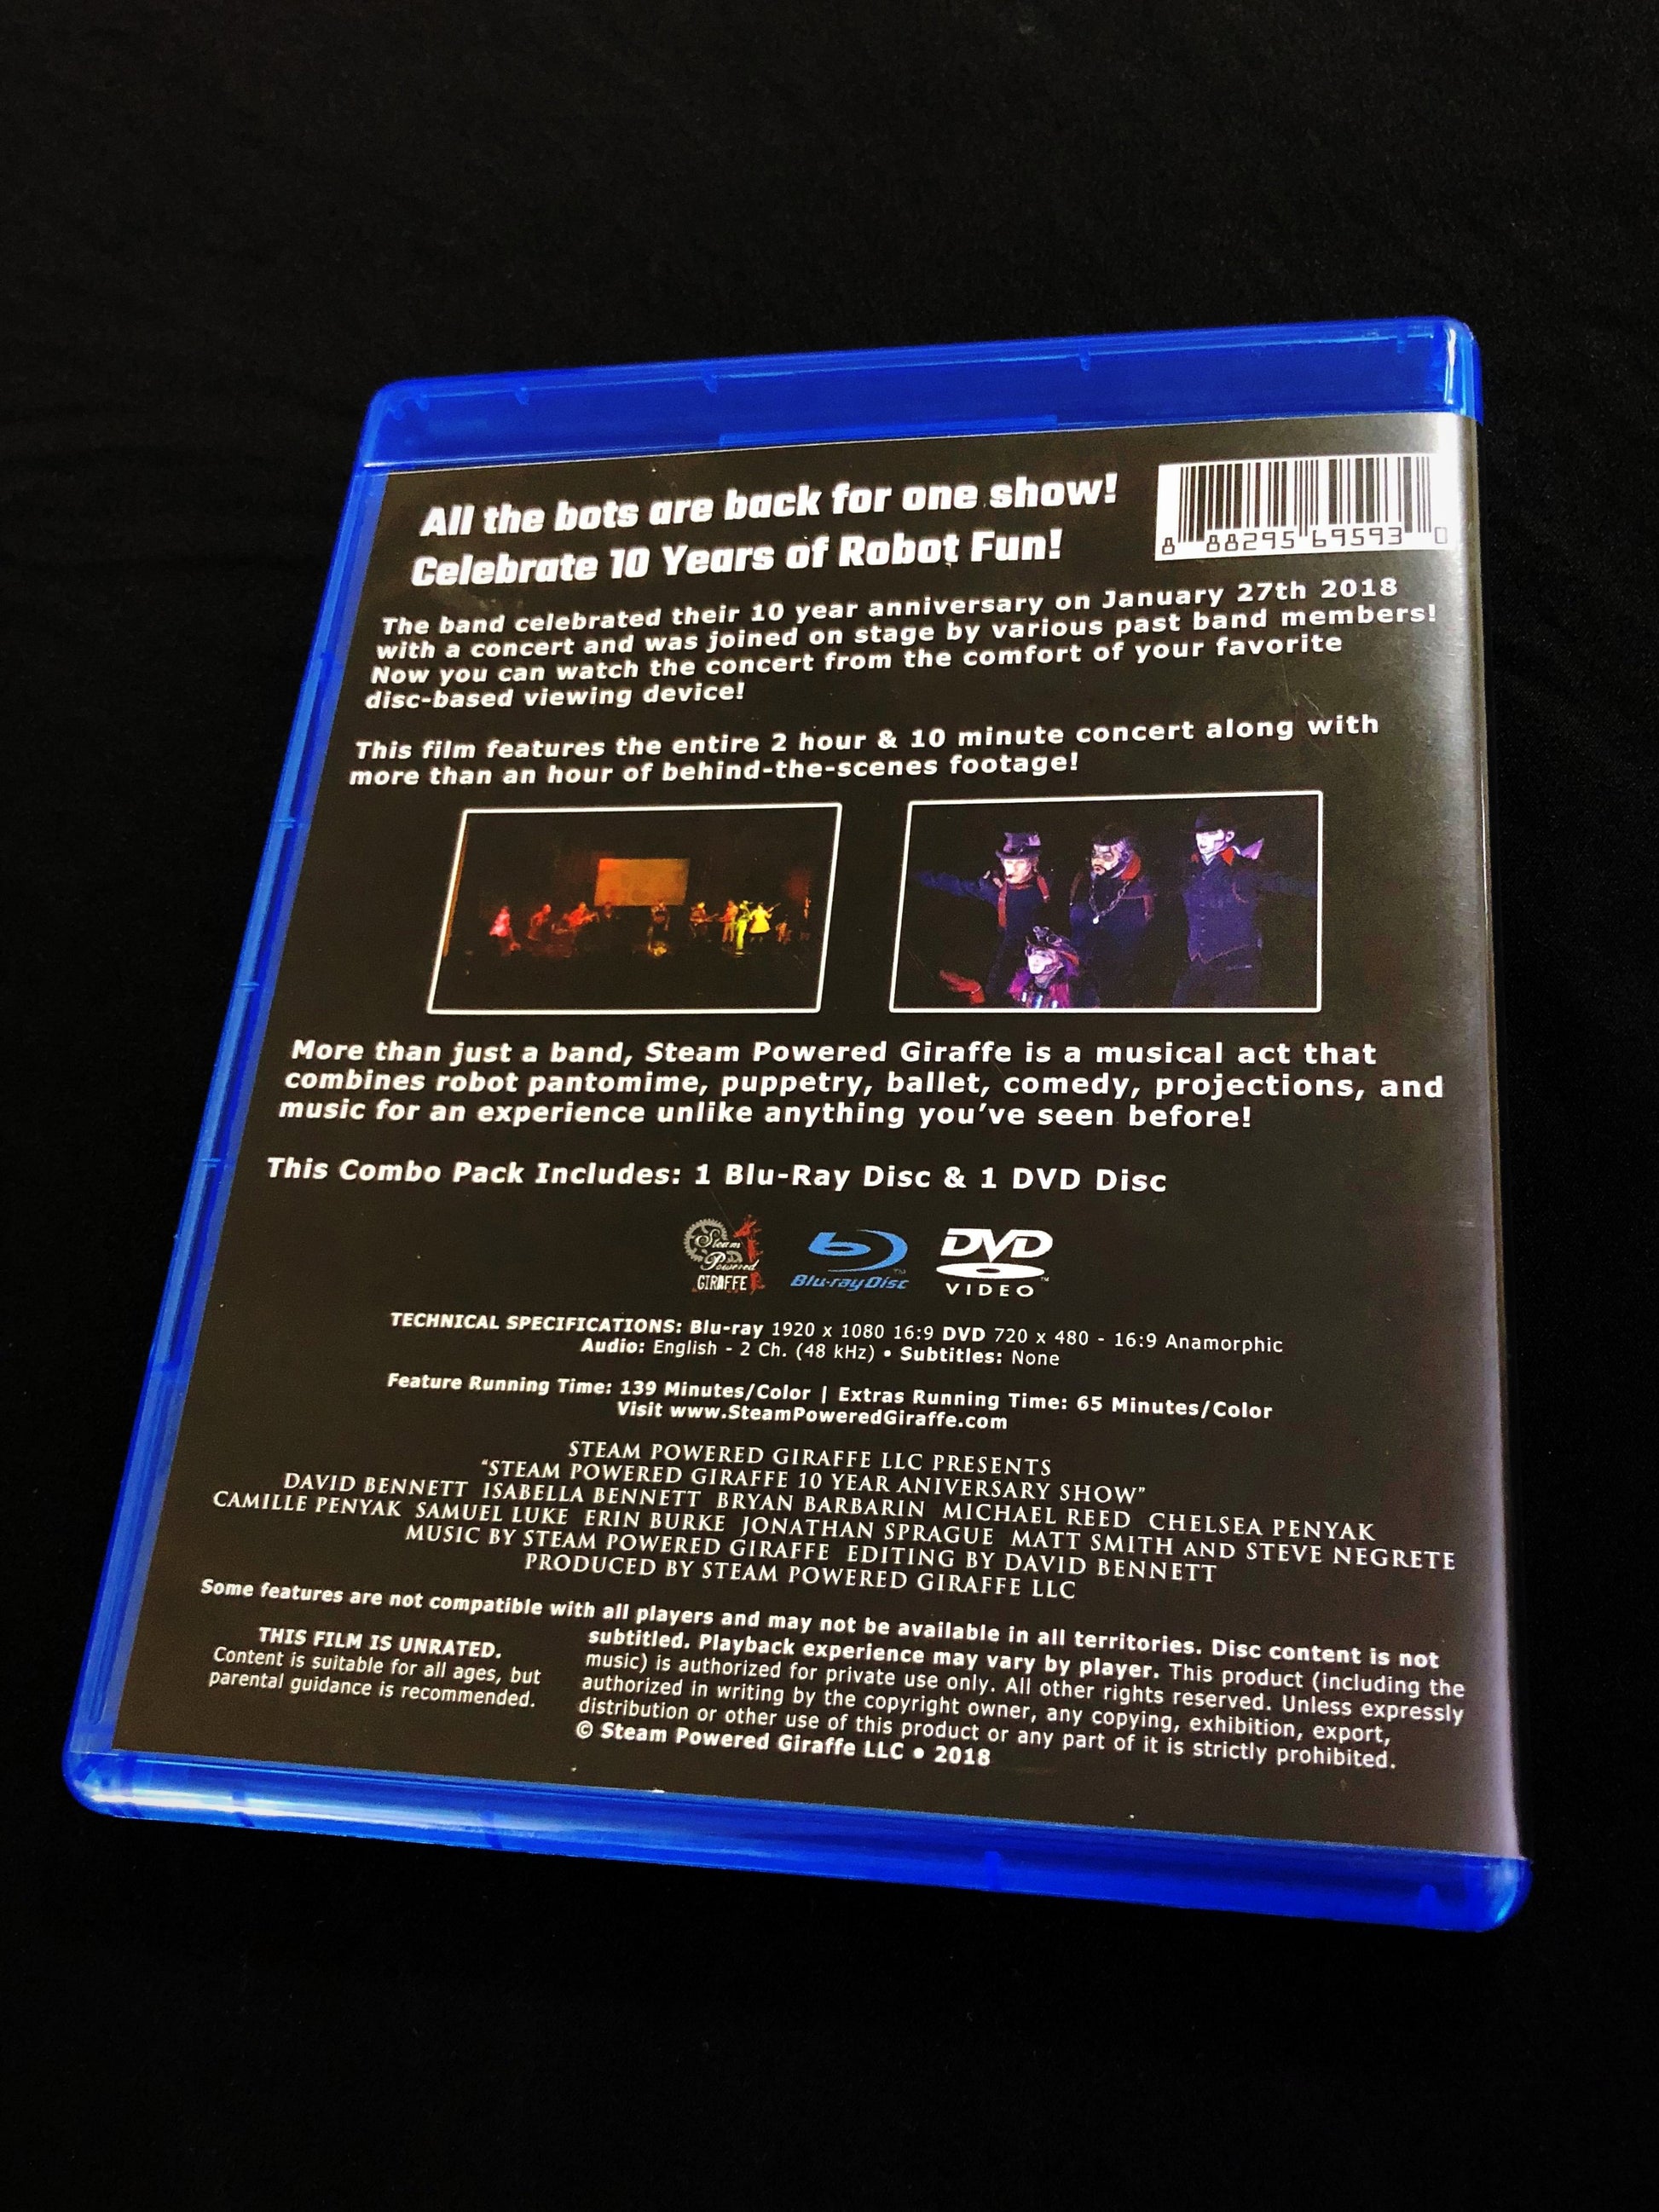 All the bots are back for one show!
Celebrate 10 Years of Robot Fun!
8 88295 69593 0
The band celebrated their 10 year anniversary on January 27th 2018
with a concert and was joined on stage by various past band members!
Now you can watch the concert from the comfort of your favorite
disc-based viewing device!
This film features the entire 2 hour & 10 minute concert along with
more than an hour of behind-the-scenes footage!
More than just a band, Steam Powered Giraffe is a musical act that
combines robot pantomime, puppetry, ballet, comedy, projections, and
music for an experience unlike anything you've seen before!
This Combo Pack Includes: 1 Blu-Ray Disc & 1 DVD Disc
Steam
Powered
GIRAFFE
Blu-ray Disc™
DVD™
VIDEO
TECHNICAL SPECIFICATIONS: Blu-ray 1920 x 1080 16:9 DVD 720 x 480 - 16:9 Anamorphic
Audio: English - 2 Ch. (48 kHz) • Subtitles: None
Feature Running Time: 139 Minutes/Color | Extras Running Time: 65 Minutes/Color
Visit www.SteamPoweredGiraffe.com
STEAM POWERED GIRAFFE LLC PRESENTS
"STEAM POWERED GIRAFFE 10 YEAR ANIVERSARY SHOW"
DAVID BENNETT ISABELLA BENNETT BRYAN BARBARIN MICHAEL REED CHELSEA PENYAK
CAMILLE PENYAK SAMUEL LUKE ERIN BURKE JONATHAN SPRAGUE MATT SMITH AND STEVE NEGRETE
MUSIC BY STEAM POWERED GIRAFFE EDITING BY DAVID BENNETT
PRODUCED BY STEAM POWERED GIRAFFE LLC
Some features are not compatible with all players and may not be available in all territories. Disc content is not
subtitled. Playback experience may vary by player. This product (including the
music) is authorized for private use only. All other rights reserved. Unless expressly
authorized in writing by the copyright owner, any copying, exhibition, export,
distribution or other use of this product or any part of it is strictly prohibited.
© Steam Powered Giraffe LLC • 2018
THIS FILM IS UNRATED.
Content is suitable for all ages, but
parental guidance is recommended.